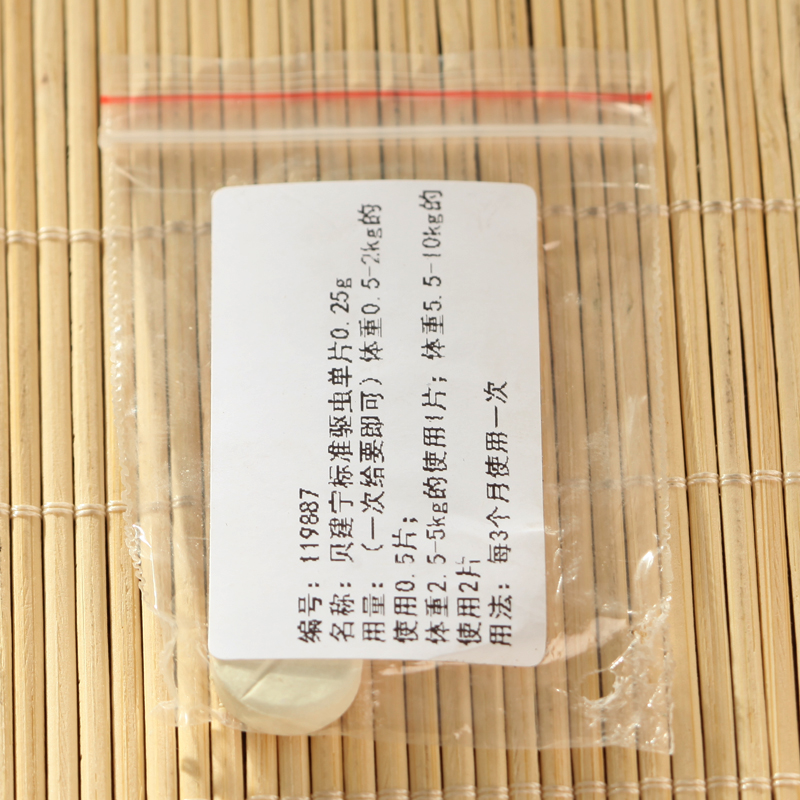 编号：119887
名称：贝建宁标准驱虫单片0.25g
用量：（一次给要即可）体重0.5-2kg的
使用0.5片；
体重2.5-5kg的使用1片；体重5.5-10kg的
使用2片
用法：每3个月使用一次